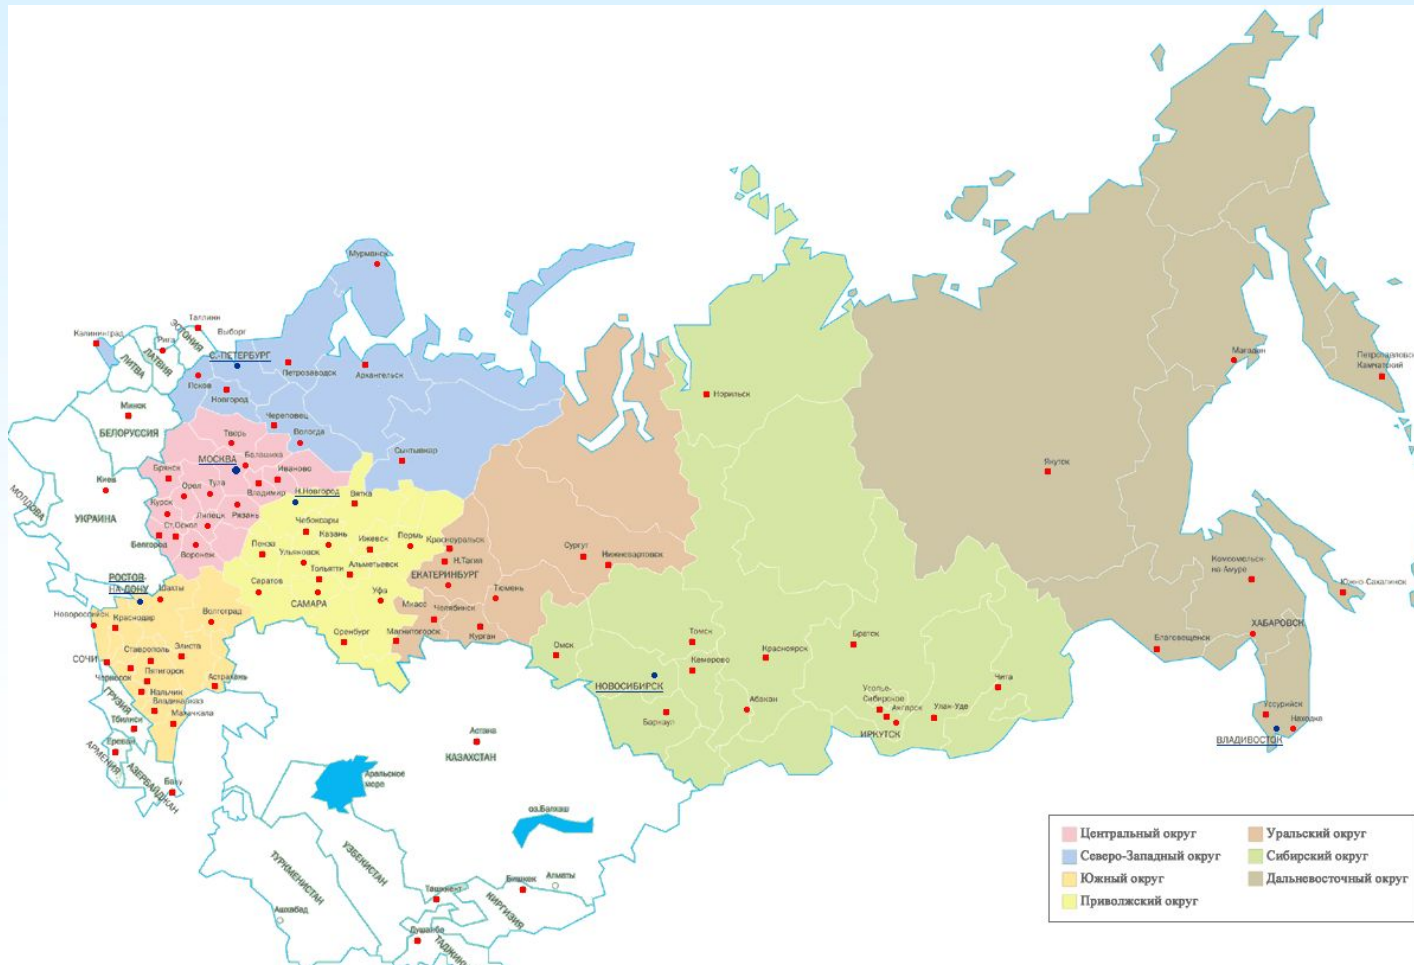 Мурманск
Таллинн
Калининград
Выборг
ЭСТОНИЯ
Рига
ЛАТВИЯ
ЛИТВА
С.-ПЕТЕРБУРГ
Петрозаводск
Архангельск
Псков
Новгород
Норильск
Магадан
Петропавловск-
Камчатский
Минск
БЕЛОРУССИЯ
Череповец
Вологда
Тверь
Сыктывкар
МОСКВА
Балашиха
Брянск
Иваново
Якутск
Киев
Орел
Тула
Владимир
Н.Новгород
Вятка
МОЛДОВА
УКРАИНА
Курск
Липецк
Рязань
Ст.Оскол
Чебоксары
Белгород
Воронеж
Казань
Пермь
Красноуральск
Пенза
Ульяновск
Ижевск
Сургут
Нижневартовск
Н.Тагил
Тольятти
Альметьевск
ЕКАТЕРИНБУРГ
Комсомольск-
на Амуре
РОСТОВ-
НА-ДОНУ
Шахты
Саратов
САМАРА
Уфа
Тюмень
Южно-Сахалинск
Новороссийск
Краснодар
Волгоград
Миасс
Челябинск
Магнитогорск
Курган
Оренбург
ХАБАРОВСК
Благовещенск
Томск
Братск
Омск
Красноярск
СОЧИ
Ставрополь
Элиста
Черкесск
Пятигорск
Астрахань
Кемерово
Чита
НОВОСИБИРСК
Нальчик
Владикавказ
Махачкала
Усолье-
Сибирское
Абакан
Барнаул
Ангарск
Улан-Уде
ИРКУТСК
Уссурийск
Находка
ВЛАДИВОСТОК
ГРУЗИЯ
Тбилиси
Ереван
АРМЕНИЯ
АЗЕРБАЙДЖАН
Баку
Астана
КАЗАХСТАН
Аральское
море
оз.Балхаш
УЗБЕКИСТАН
ТУРКМЕНИСТАН
Ашхабад
Ташкент
Бишкек
Алматы
КИРГИЗИЯ
Душанбе
Центральный округ
Северо-Западный округ
Южный округ
Приволжский округ
Уральский округ
Сибирский округ
Дальневосточный округ